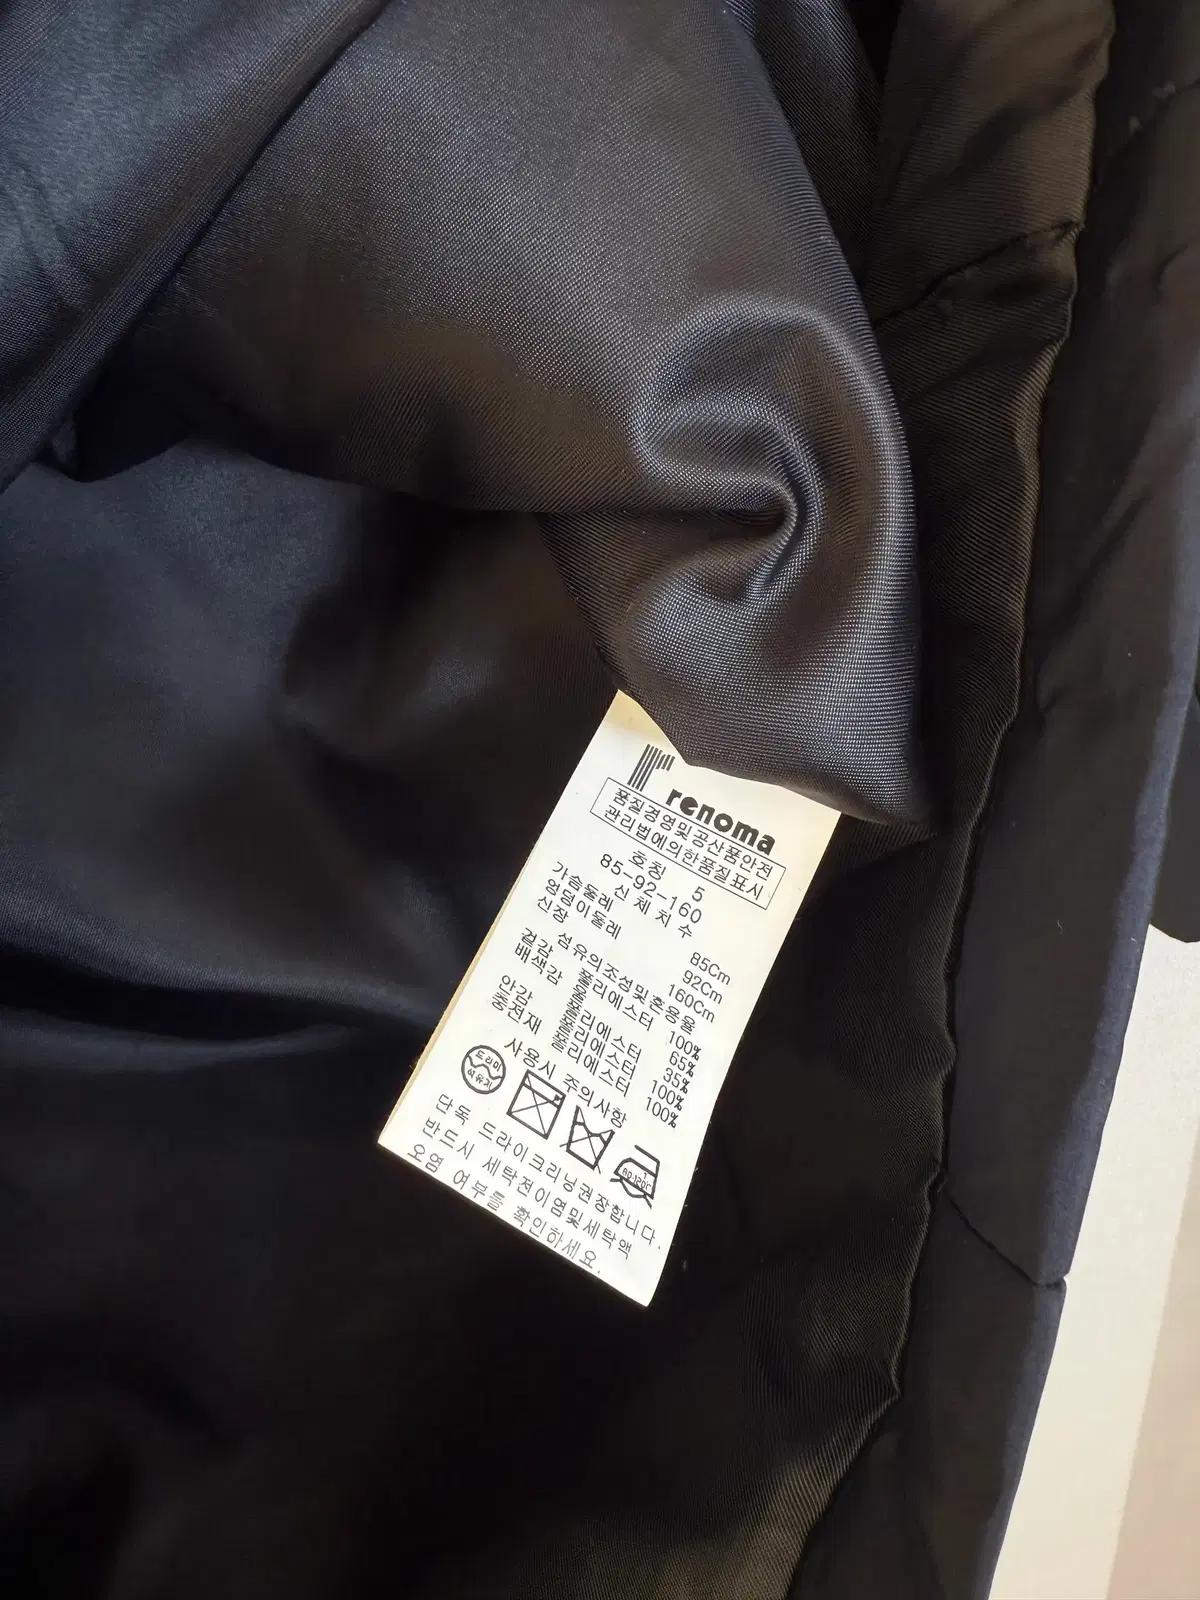 renoma
품질경영및공산품안전
관리법에의한품질표시
호칭 5
85-92-160
신체치수
가슴둘레 85Cm
엉덩이둘레 92Cm
신장 160Cm
섬유의조성및혼용율
겉감 폴리에스터 100%
배색감 폴리에스터 65%
35%
안감 폴리에스터 100%
충전재 폴리에스터 100%
사용시 주의사항
드라이
석유계
단독 드라이크리닝권장합니다.
반드시 세탁전이염및세탁액
오염 여부를 확인하세요.